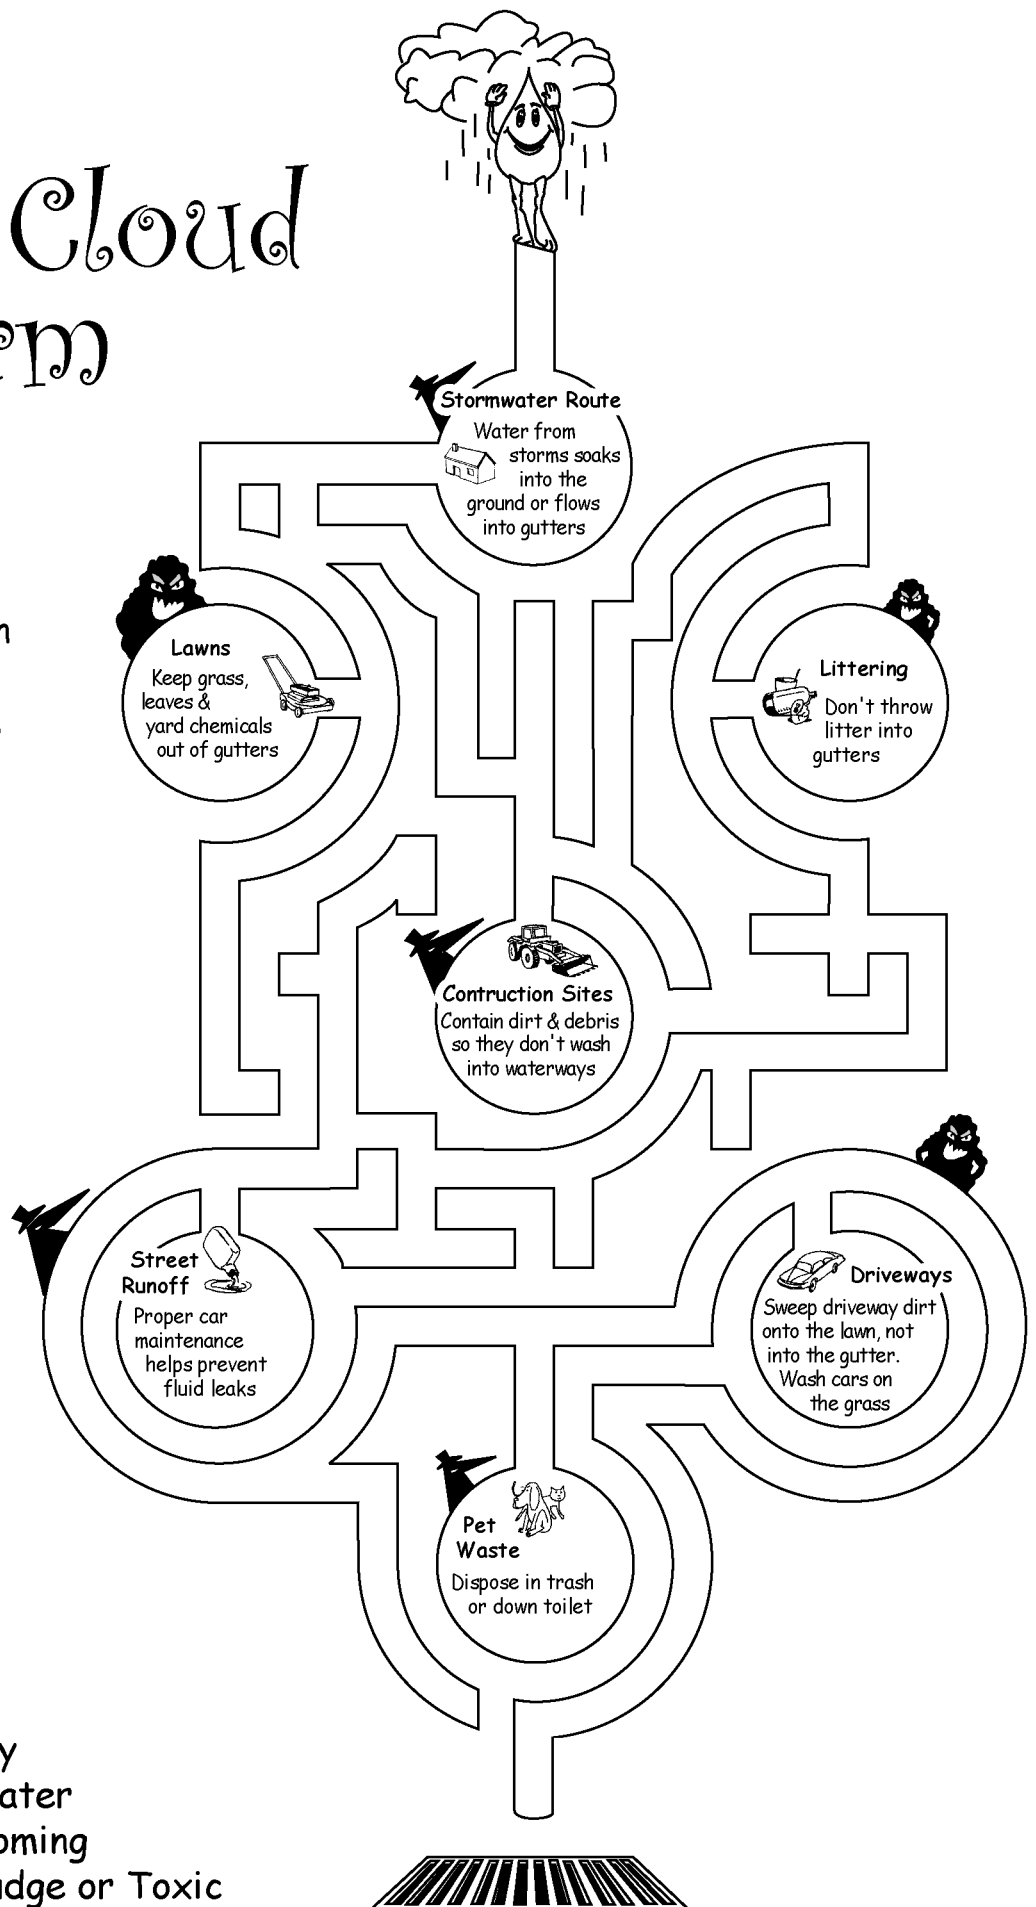 Cloud
rm
Stormwater Route
Water from
storms soaks
into the
ground or flows
into gutters
n
Lawns
Keep grass,
leaves &
yard chemicals
out of gutters
Littering
Don't throw
litter into
gutters
Contruction Sites
Contain dirt & debris
so they don't wash
into waterways
Street
Runoff
Proper car
maintenance
helps prevent
fluid leaks
Driveways
Sweep driveway dirt
onto the lawn, not
into the gutter.
Wash cars on
the grass
Pet
Waste
Dispose in trash
or down toilet
y
ater
oming
udge or Toxic